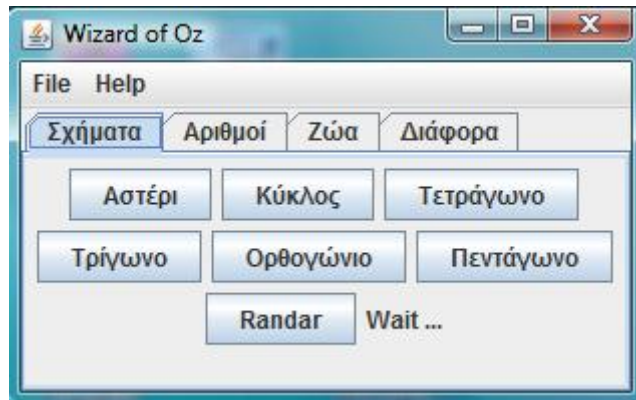 Wizard of Oz
File Help
Σχήματα Αριθμοί Ζώα Διάφορα
Αστέρι Κύκλος Τετράγωνο
Τρίγωνο Ορθογώνιο Πεντάγωνο
Randar Wait ...